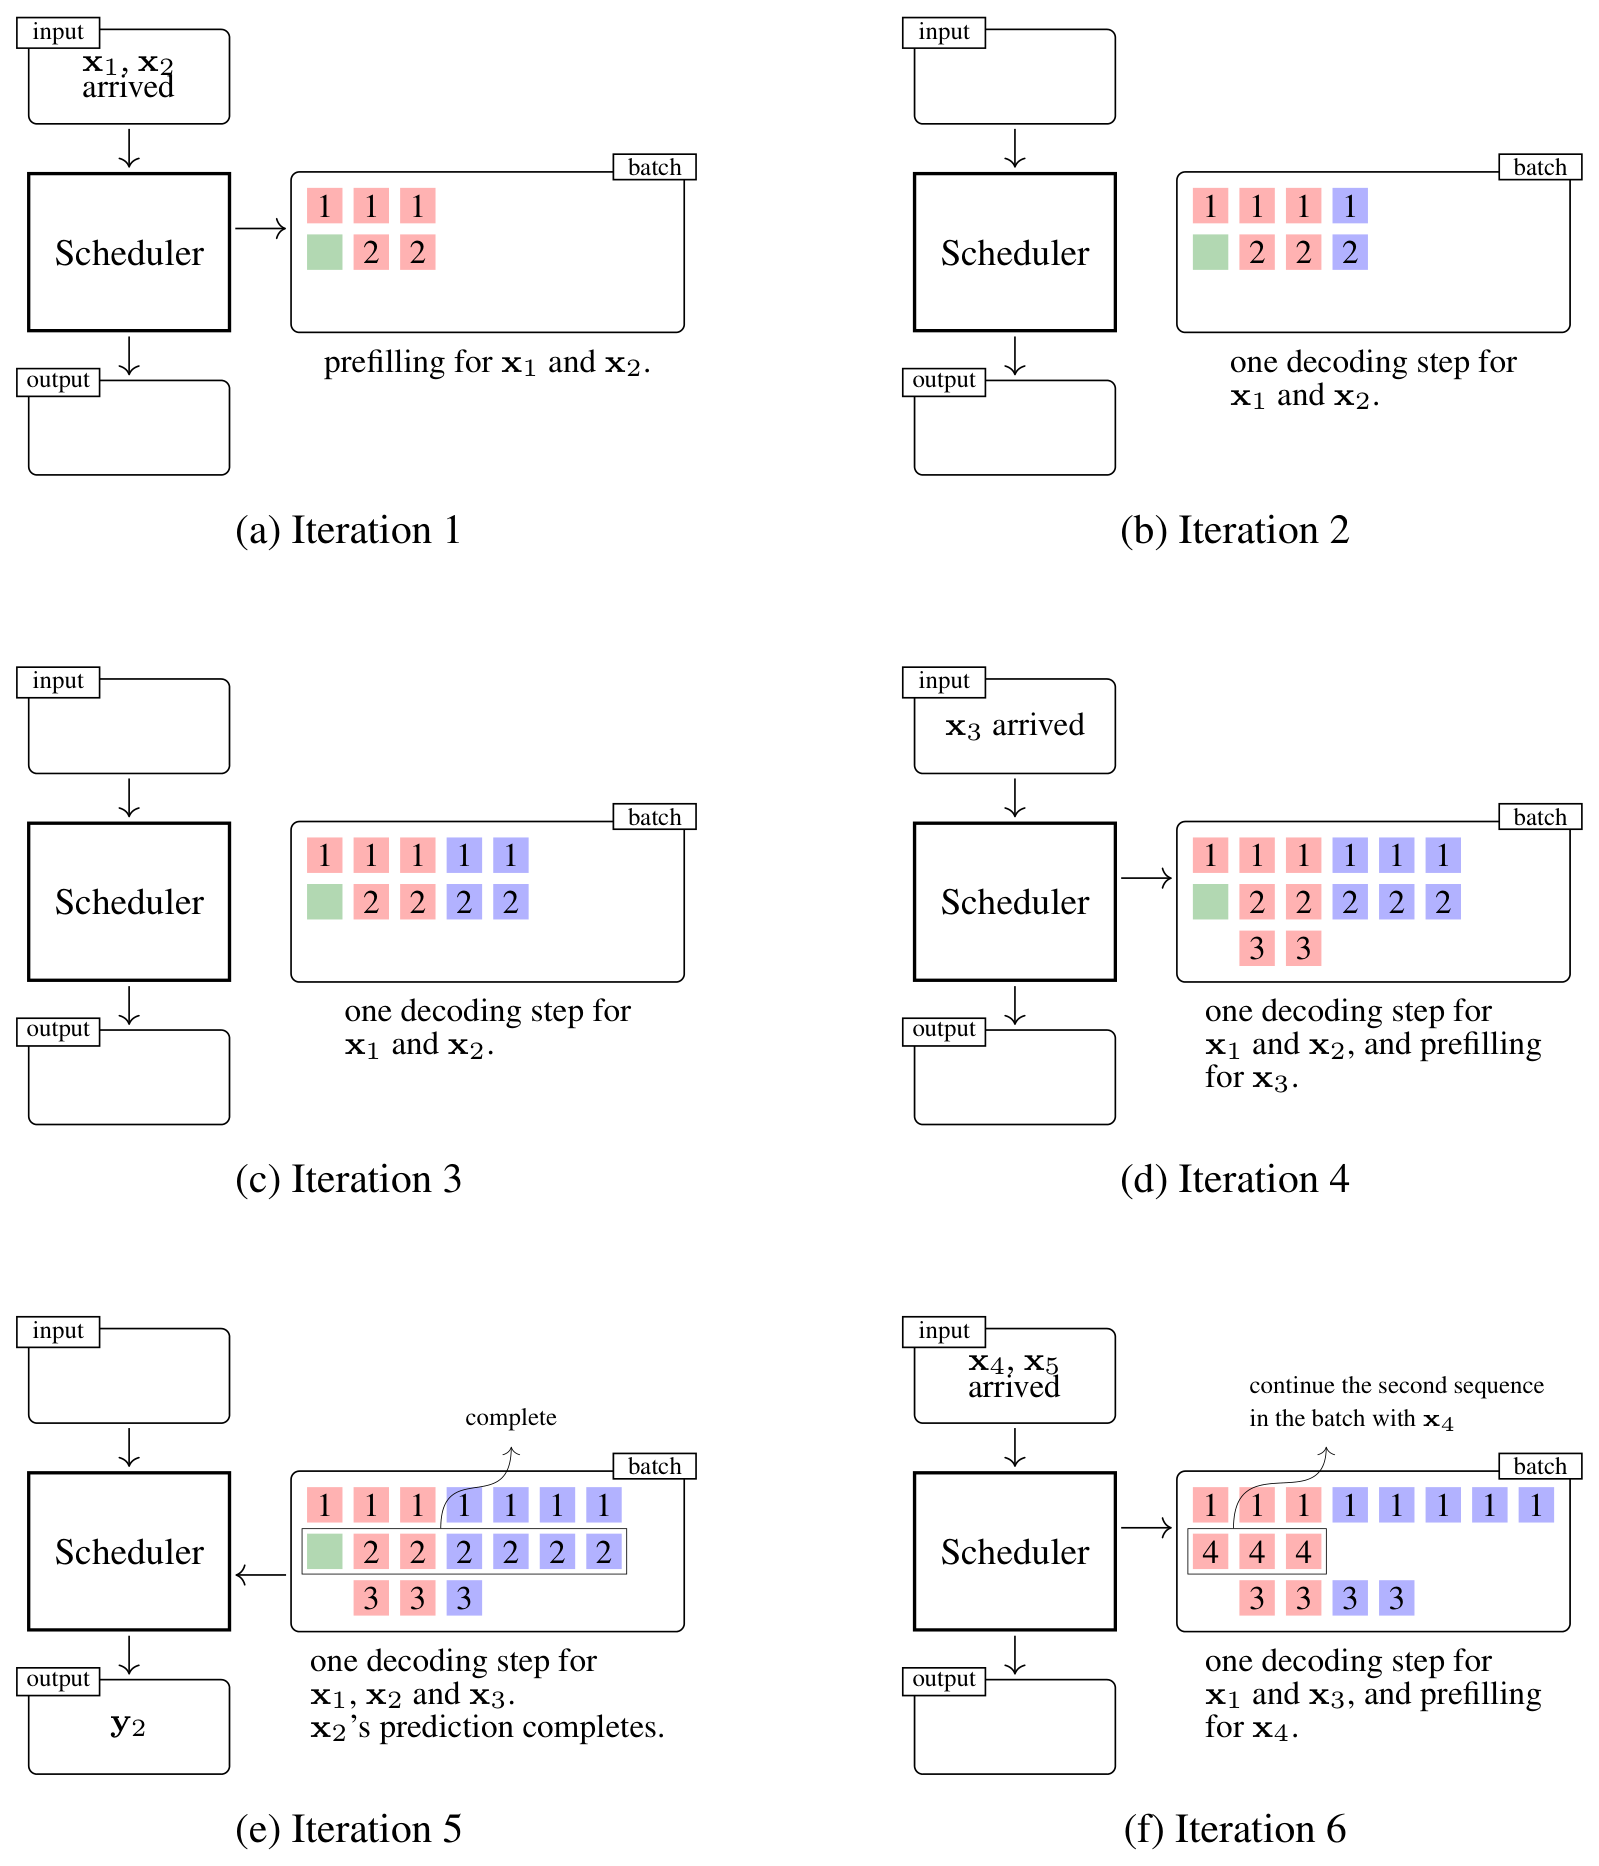 input
x₁, x₂
arrived
batch
1 1 1
Scheduler
2 2
prefilling for x₁ and x₂.
output
(a) Iteration 1
input
batch
1 1 1 1
Scheduler
2 2 2
one decoding step for
x₁ and x₂.
output
(b) Iteration 2
input
batch
1 1 1 1 1
Scheduler
2 2 2 2
one decoding step for
x₁ and x₂.
output
(c) Iteration 3
input
x₃ arrived
batch
1 1 1 1 1 1
Scheduler
2 2 2 2 2
3 3
one decoding step for
x₁ and x₂, and prefilling
for x₃.
output
(d) Iteration 4
input
complete
batch
1 1 1 1 1 1 1
Scheduler
2 2 2 2 2 2
3 3 3
one decoding step for
x₁, x₂ and x₃.
x₂’s prediction completes.
output
y₂
(e) Iteration 5
input
x₄, x₅
arrived
continue the second sequence
in the batch with x₄
batch
1 1 1 1 1 1 1 1
Scheduler
4 4 4
3 3 3 3
one decoding step for
x₁ and x₃, and prefilling
for x₄.
output
(f) Iteration 6